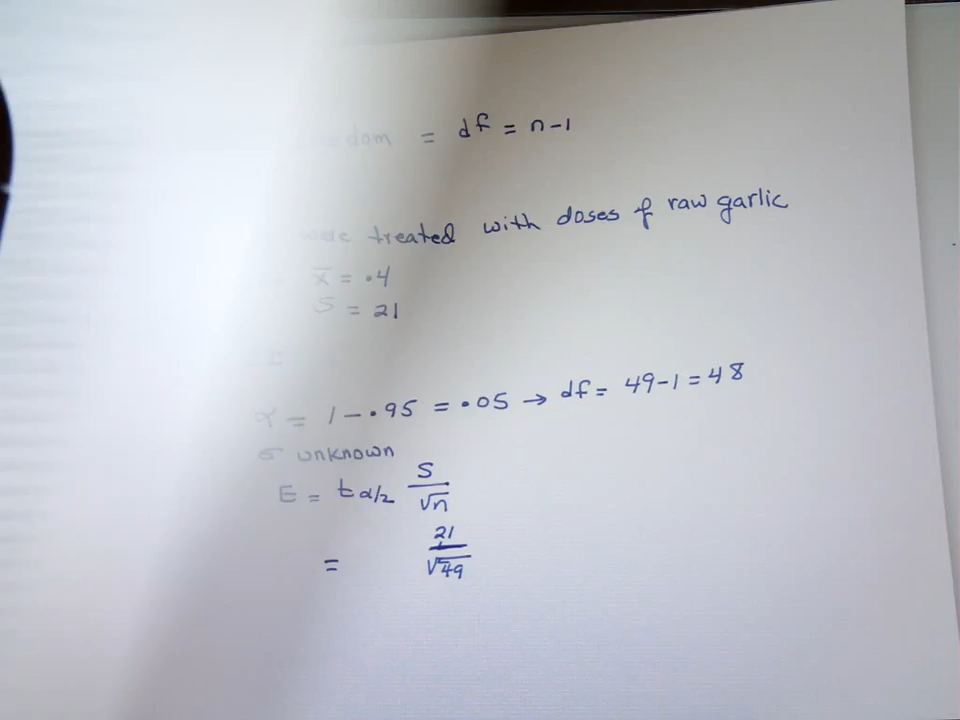 = df = n-1
were treated with doses of raw garlic
x̄ = .4
S = 21
α = 1-.95 = .05 → df = 49-1 = 48
σ unknown
E = tα/2 S/√n
= 21/√49